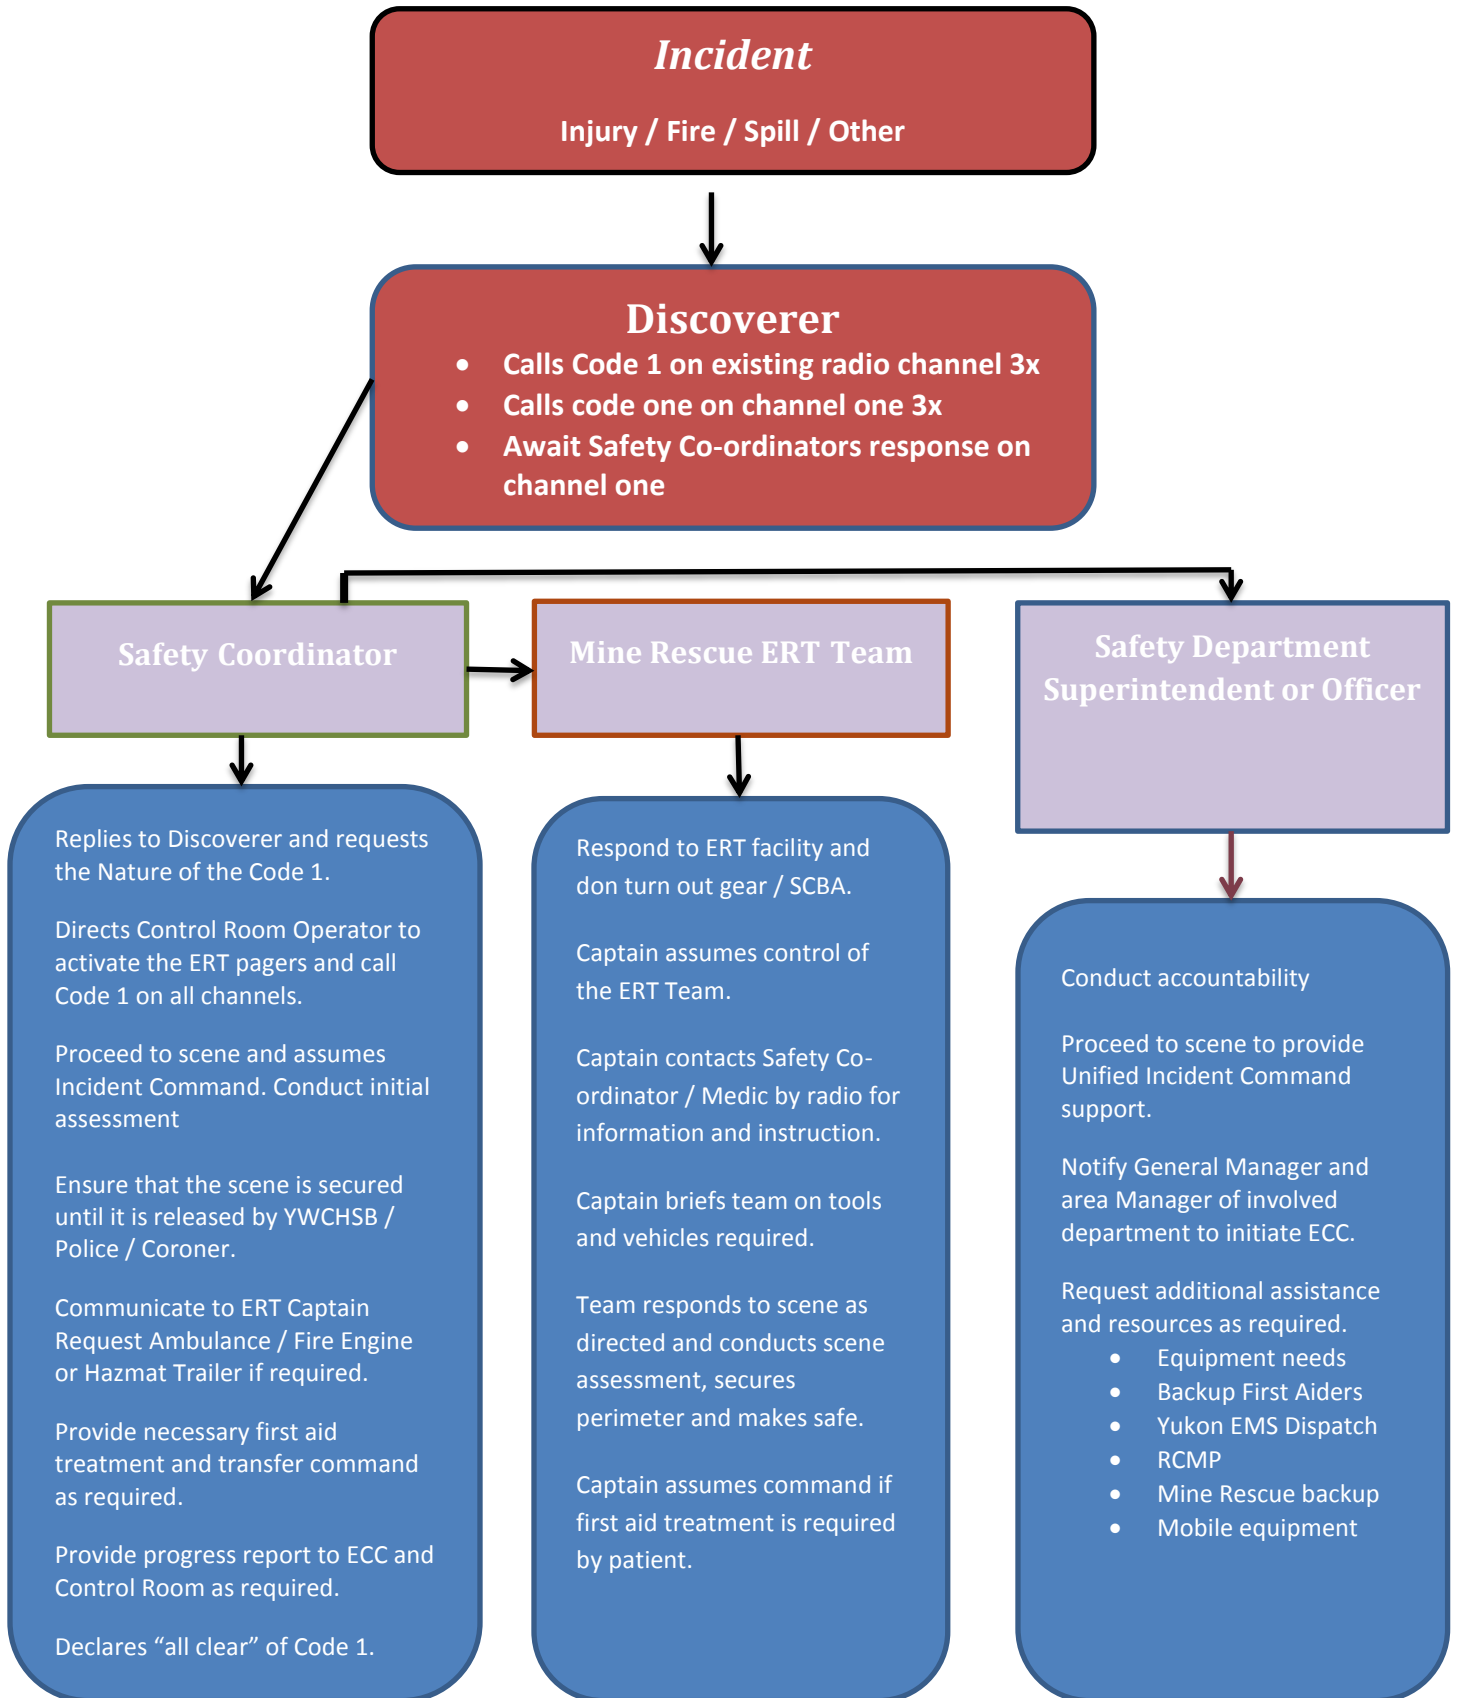 Incident
Injury / Fire / Spill / Other
Discoverer
• Calls Code 1 on existing radio channel 3x
• Calls code one on channel one 3x
• Await Safety Co-ordinators response on
channel one
Safety Coordinator
Mine Rescue ERT Team
Safety Department
Superintendent or Officer
Replies to Discoverer and requests
the Nature of the Code 1.
Directs Control Room Operator to
activate the ERT pagers and call
Code 1 on all channels.
Proceed to scene and assumes
Incident Command. Conduct initial
assessment
Ensure that the scene is secured
until it is released by YWCHSB /
Police / Coroner.
Communicate to ERT Captain
Request Ambulance / Fire Engine
or Hazmat Trailer if required.
Provide necessary first aid
treatment and transfer command
as required.
Provide progress report to ECC and
Control Room as required.
Declares “all clear” of Code 1.
Respond to ERT facility and
don turn out gear / SCBA.
Captain assumes control of
the ERT Team.
Captain contacts Safety Co-
ordinator / Medic by radio for
information and instruction.
Captain briefs team on tools
and vehicles required.
Team responds to scene as
directed and conducts scene
assessment, secures
perimeter and makes safe.
Captain assumes command if
first aid treatment is required
by patient.
Conduct accountability
Proceed to scene to provide
Unified Incident Command
support.
Notify General Manager and
area Manager of involved
department to initiate ECC.
Request additional assistance
and resources as required.
• Equipment needs
• Backup First Aiders
• Yukon EMS Dispatch
• RCMP
• Mine Rescue backup
• Mobile equipment